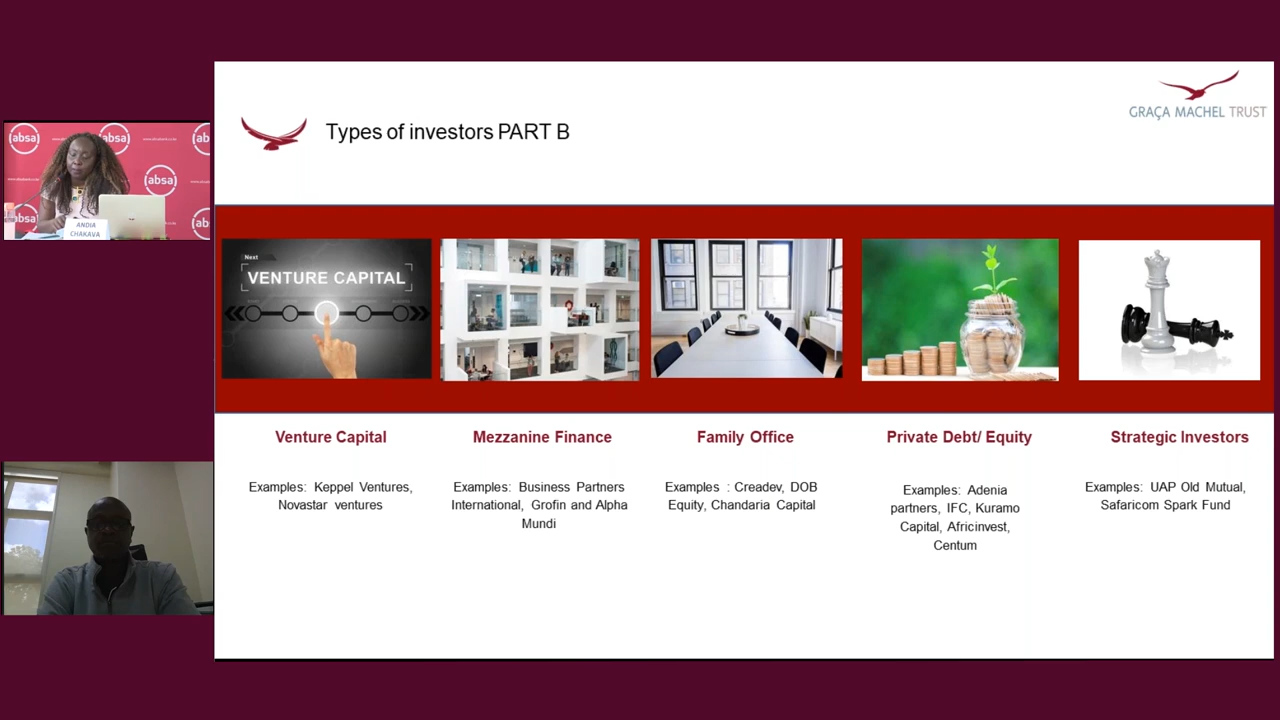 GRAÇA MACHEL TRUST
Types of investors PART B
(absa)
(absa)
ANDIA
CHAKAVA
Next
VENTURE CAPITAL
Venture Capital
Examples: Keppel Ventures,
Novastar ventures
Mezzanine Finance
Examples: Business Partners
International, Grofin and Alpha
Mundi
Family Office
Examples : Creadev, DOB
Equity, Chandaria Capital
Private Debt/ Equity
Examples: Adenia
partners, IFC, Kuramo
Capital, Africinvest,
Centum
Strategic Investors
Examples: UAP Old Mutual,
Safaricom Spark Fund